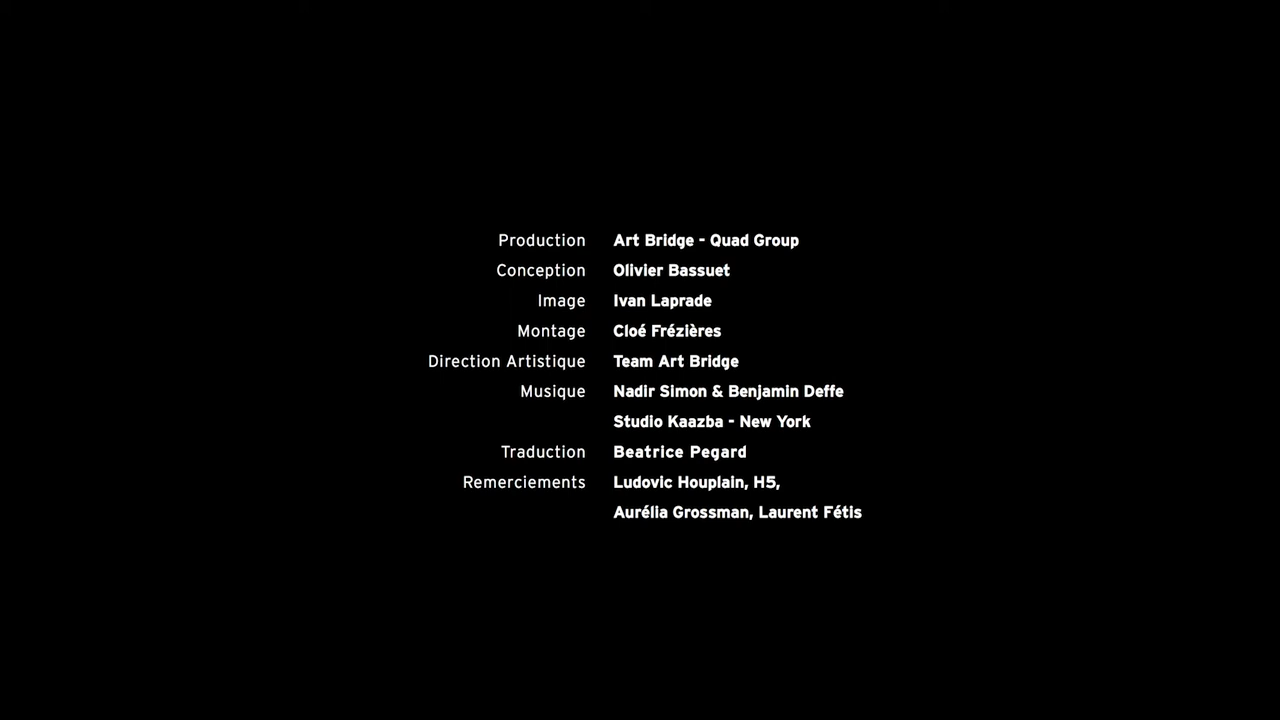 Production Art Bridge - Quad Group
Conception Olivier Bassuet
Image Ivan Laprade
Montage Cloé Frézières
Direction Artistique Team Art Bridge
Musique Nadir Simon & Benjamin Deffe
Studio Kaazba - New York
Traduction Beatrice Pegard
Remerciements Ludovic Houplain, H5,
Aurélia Grossman, Laurent Fétis